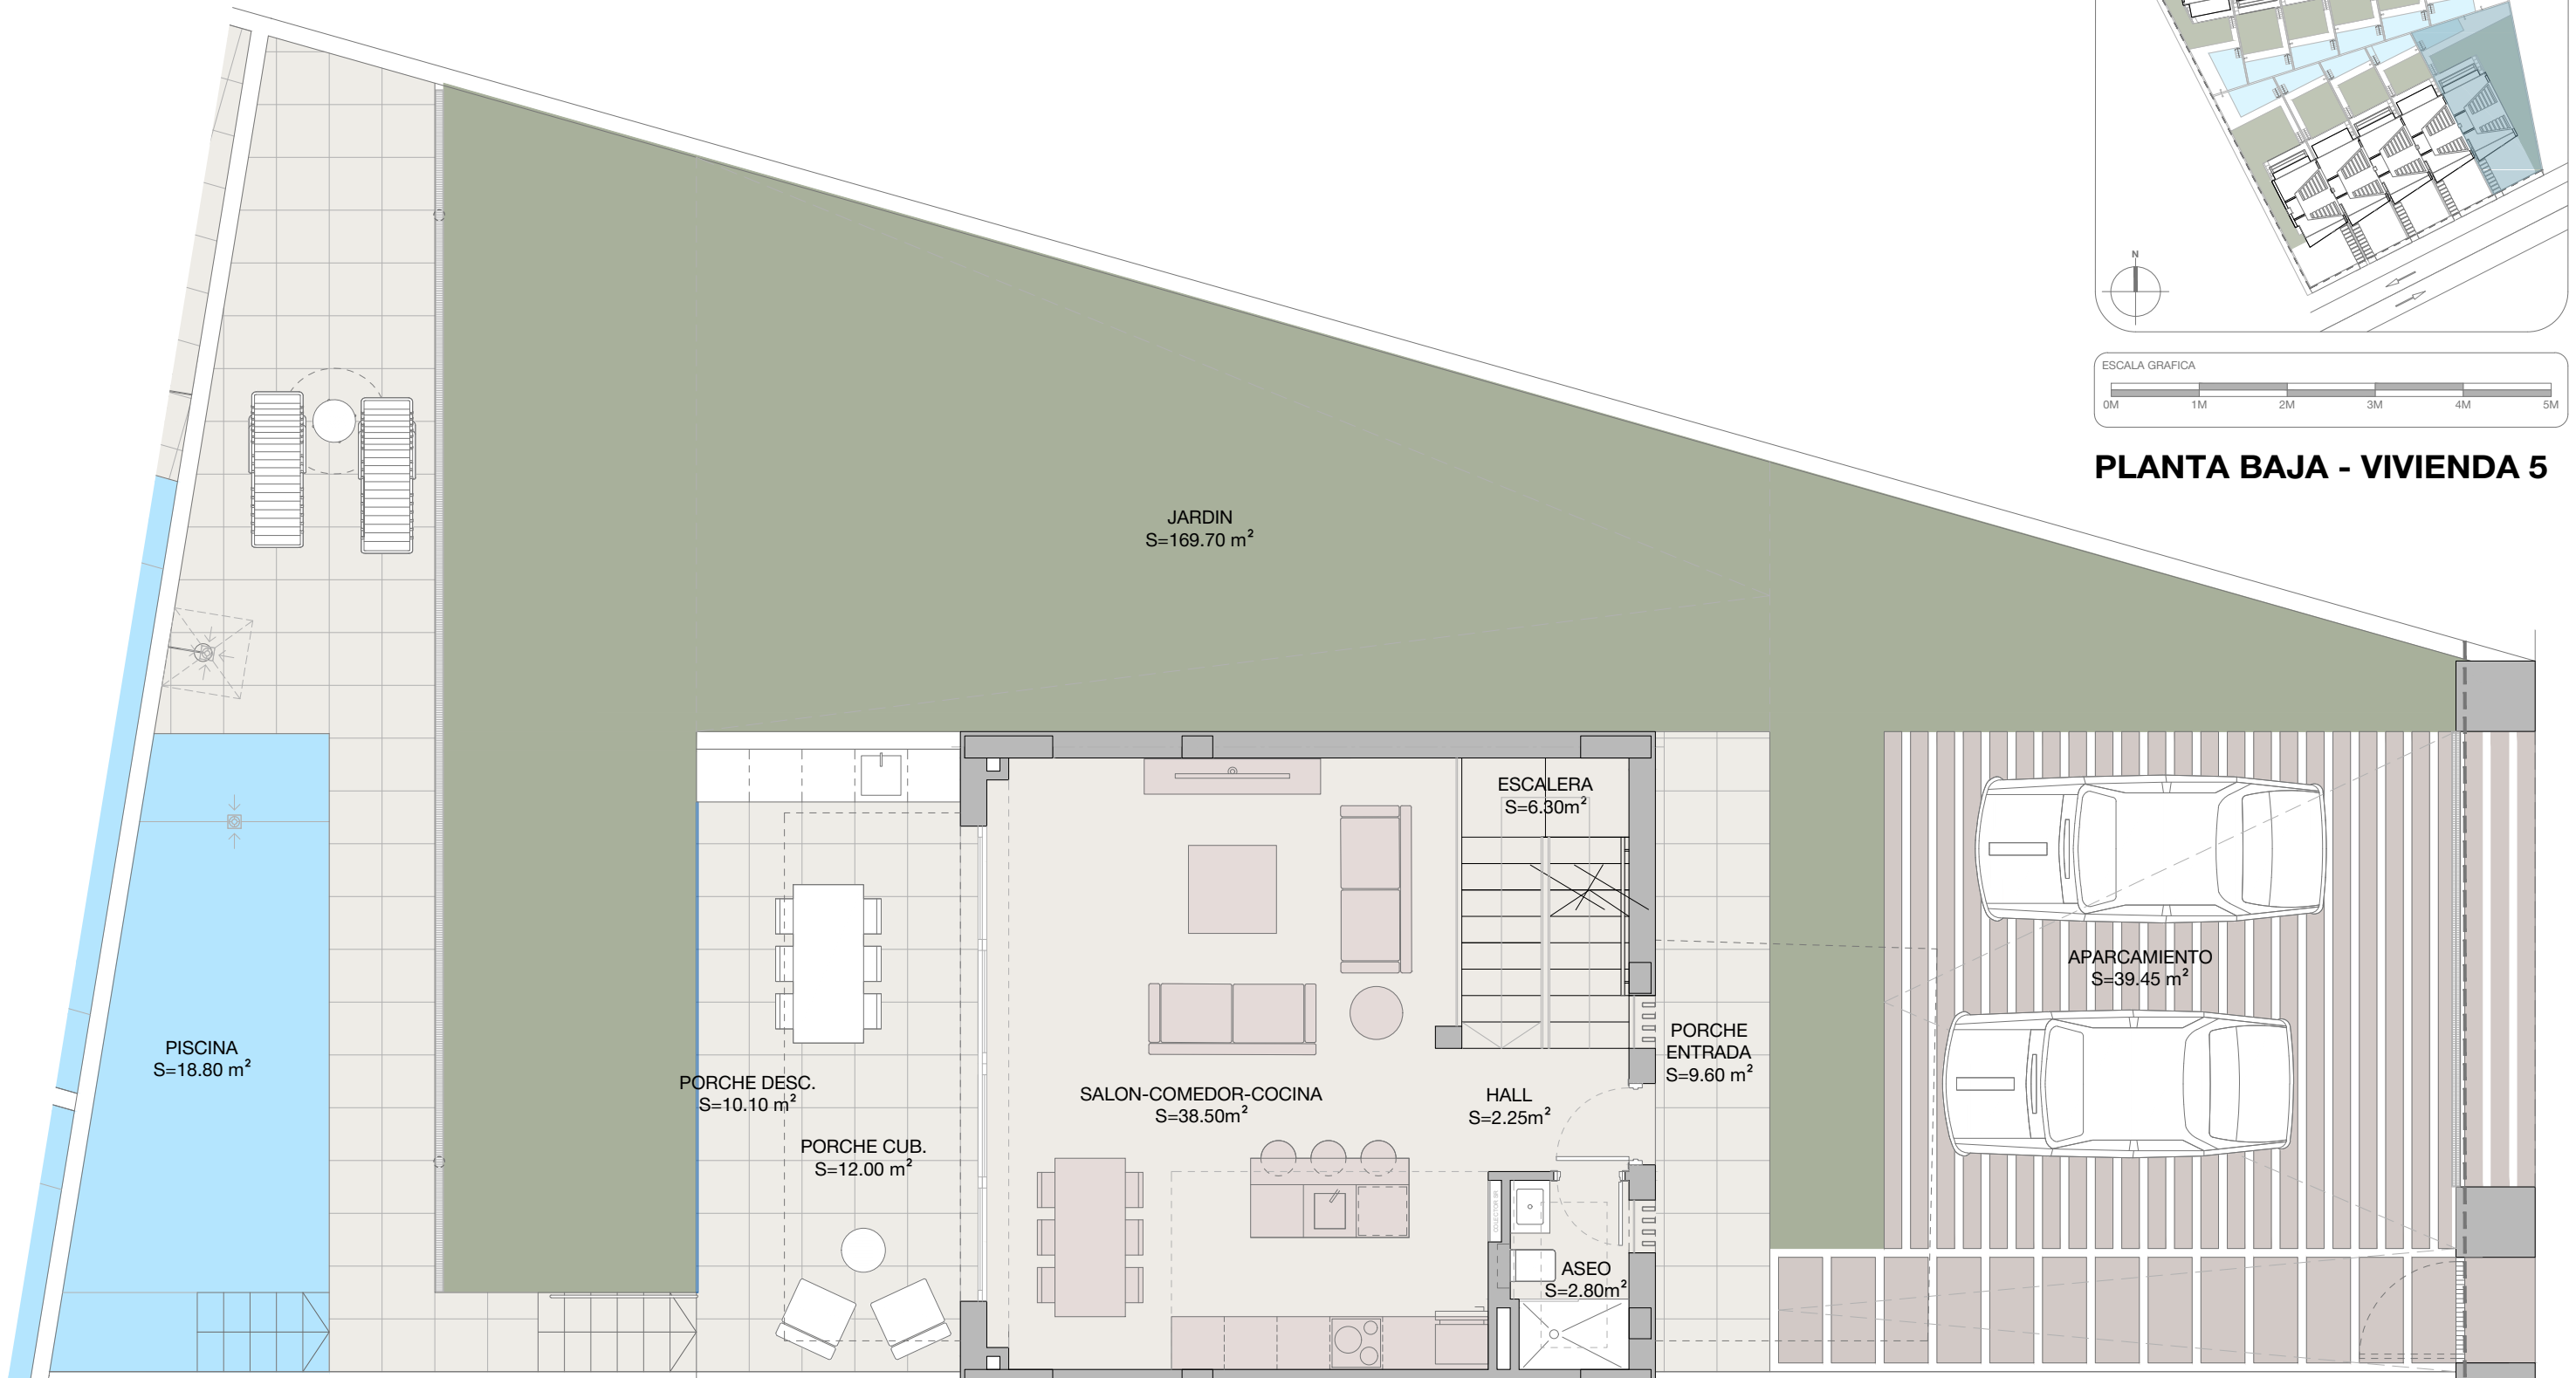 N
ESCALA GRAFICA
0M 1M 2M 3M 4M 5M
PLANTA BAJA - VIVIENDA 5
JARDIN
S=169.70 m²
ESCALERA
S=6.30m²
APARCAMIENTO
S=39.45 m²
PISCINA
S=18.80 m²
PORCHE
ENTRADA
S=9.60 m²
PORCHE DESC.
S=10.10 m²
SALON-COMEDOR-COCINA
S=38.50m²
HALL
S=2.25m²
PORCHE CUB.
S=12.00 m²
ASEO
S=2.80m²